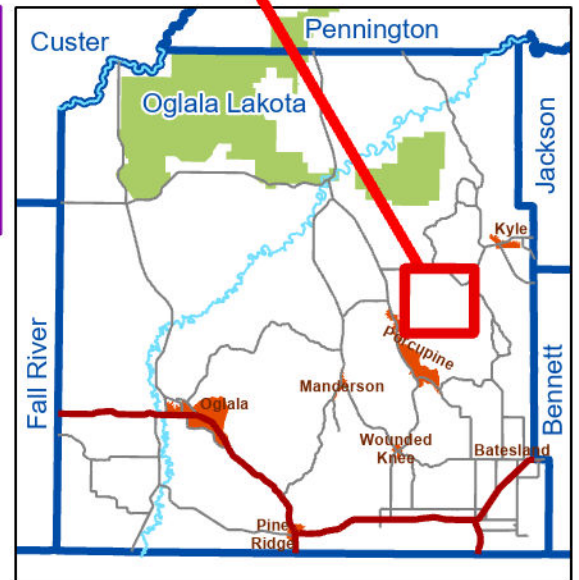 Custer
Pennington
Oglala Lakota
Jackson
Kyle
Porcupine
Fall River
Manderson
Oglala
Bennett
Wounded
Knee
Batesland
Pine
Ridge